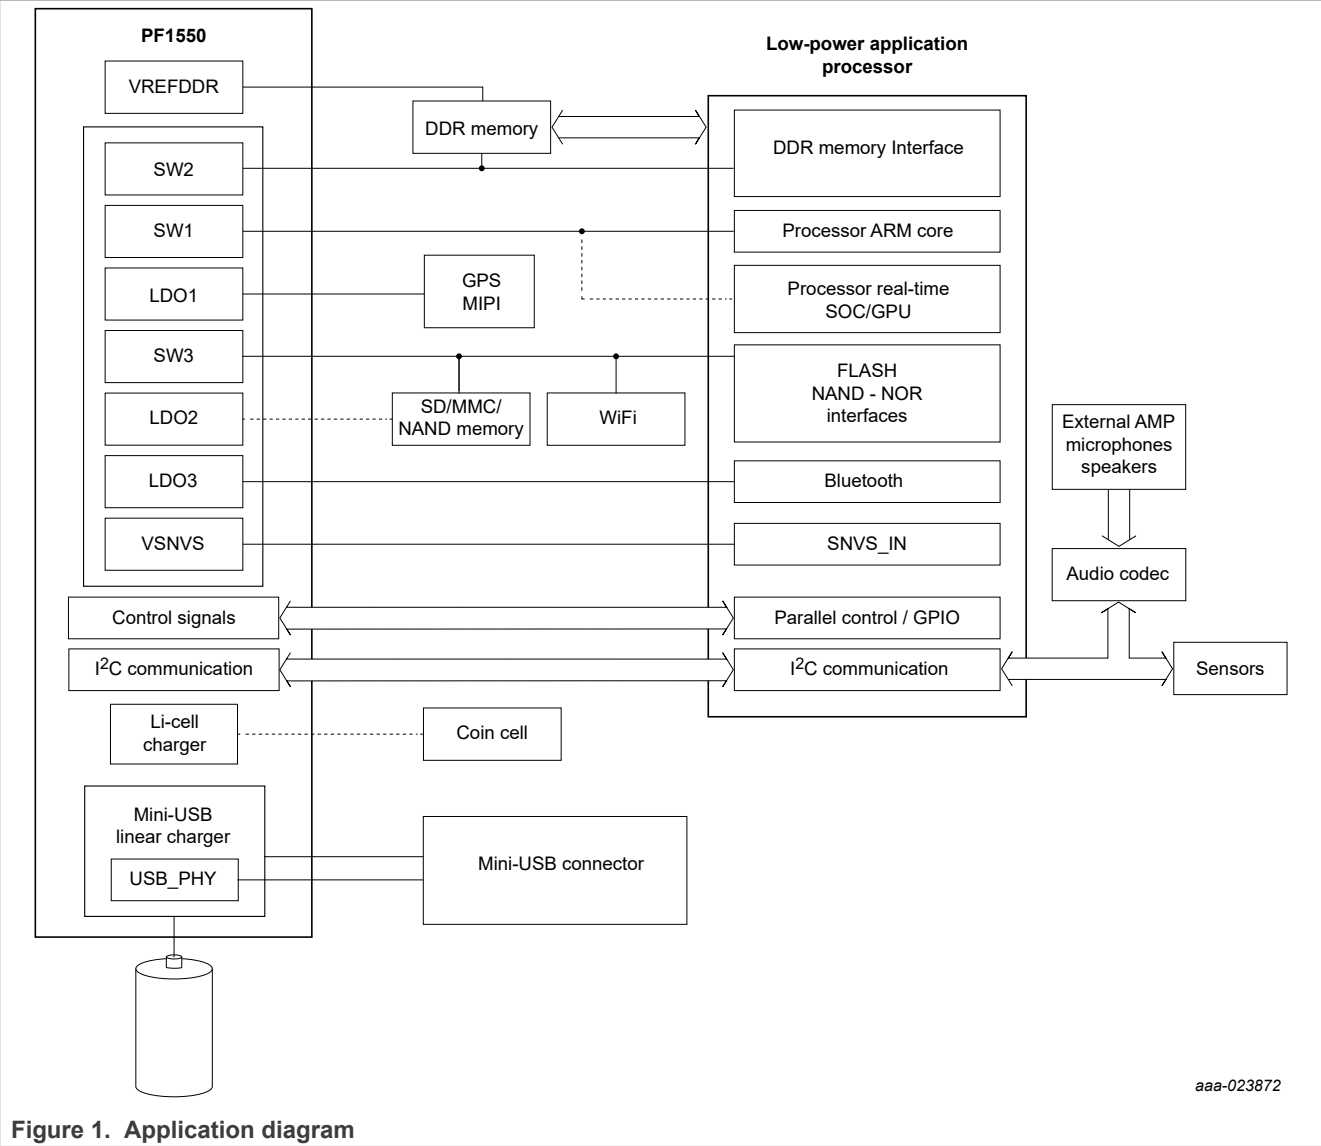 PF1550
VREFDDR
SW2
SW1
LDO1
SW3
LDO2
LDO3
VSNVS
Control signals
I2C communication
Li-cell
charger
Mini-USB
linear charger
USB_PHY
DDR memory
GPS
MIPI
SD/MMC/
NAND memory
WiFi
Coin cell
Mini-USB connector
Low-power application
processor
DDR memory Interface
Processor ARM core
Processor real-time
SOC/GPU
FLASH
NAND - NOR
interfaces
Bluetooth
SNVS_IN
Parallel control / GPIO
I2C communication
External AMP
microphones
speakers
Audio codec
Sensors
aaa-023872
Figure 1. Application diagram